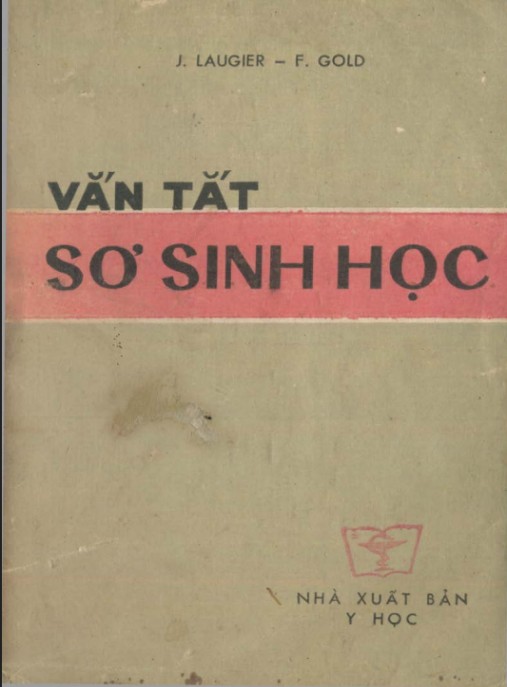 J. LAUGIER – F. GOLD
VẮN TẮT
SƠ SINH HỌC
NHÀ XUẤT BẢN
Y HỌC